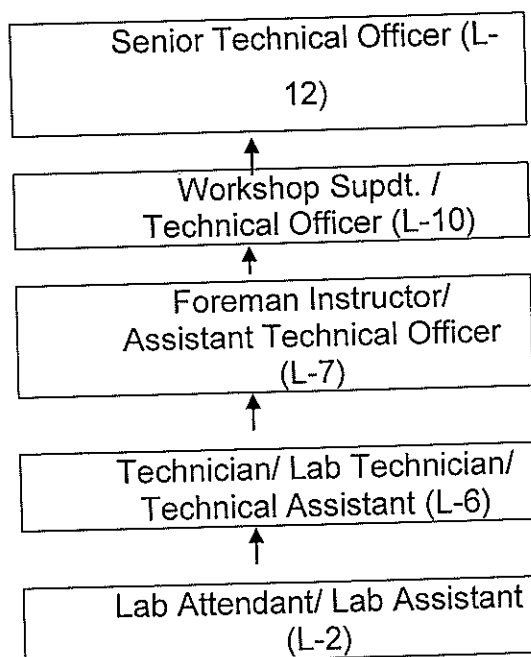 Senior Technical Officer (L-
12)
Workshop Supdt. /
Technical Officer (L-10)
Foreman Instructor/
Assistant Technical Officer
(L-7)
Technician/ Lab Technician/
Technical Assistant (L-6)
Lab Attendant/ Lab Assistant
(L-2)